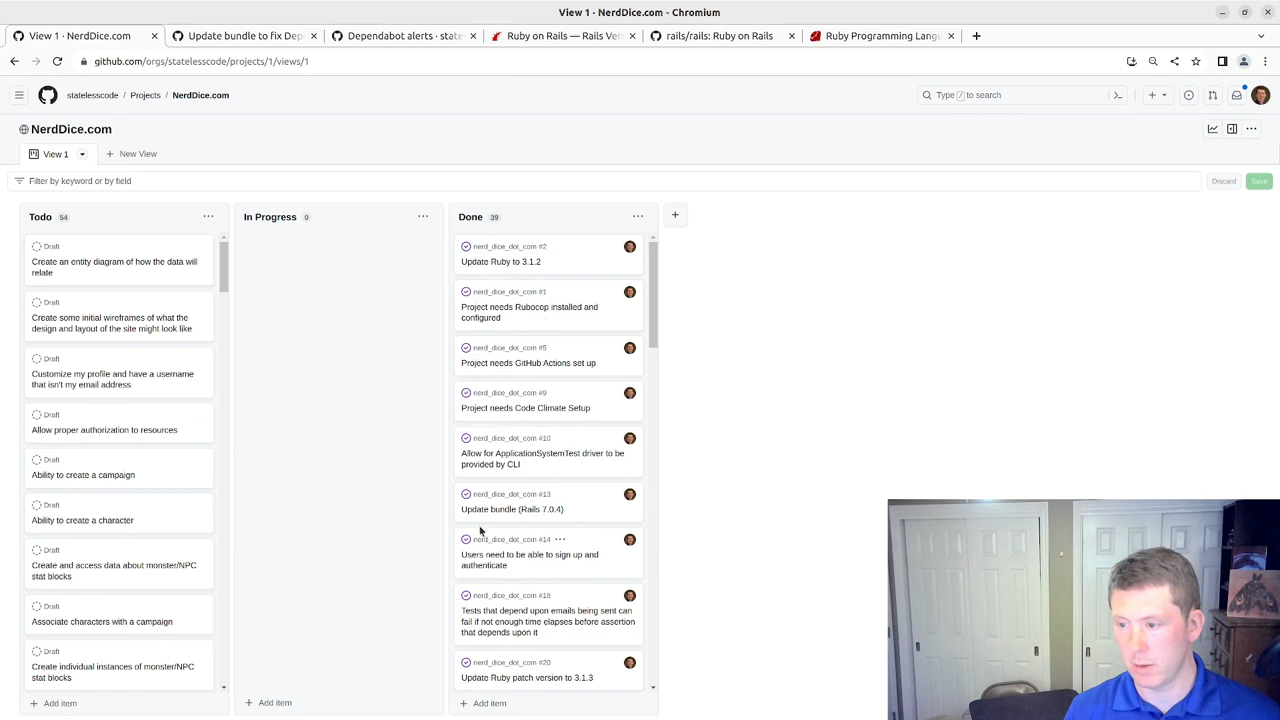 View 1 · NerdDice.com - Chromium
View 1 · NerdDice.com
Update bundle to fix Dep
Dependabot alerts · state
Ruby on Rails — Rails Ver
rails/rails: Ruby on Rails
Ruby Programming Lang
github.com/orgs/statelesscode/projects/1/views/1
statelesscode / Projects / NerdDice.com
Type / to search
NerdDice.com
View 1
New View
Filter by keyword or by field
Discard
Save
Todo 54
Draft
Create an entity diagram of how the data will
relate
Draft
Create some initial wireframes of what the
design and layout of the site might look like
Draft
Customize my profile and have a username
that isn't my email address
Draft
Allow proper authorization to resources
Draft
Ability to create a campaign
Draft
Ability to create a character
Draft
Create and access data about monster/NPC
stat blocks
Draft
Associate characters with a campaign
Draft
Create individual instances of monster/NPC
stat blocks
Add item
In Progress 0
Add item
Done 39
nerd_dice_dot_com #2
Update Ruby to 3.1.2
nerd_dice_dot_com #1
Project needs Rubocop installed and
configured
nerd_dice_dot_com #5
Project needs GitHub Actions set up
nerd_dice_dot_com #9
Project needs Code Climate Setup
nerd_dice_dot_com #10
Allow for ApplicationSystemTest driver to be
provided by CLI
nerd_dice_dot_com #13
Update bundle (Rails 7.0.4)
nerd_dice_dot_com #14
Users need to be able to sign up and
authenticate
nerd_dice_dot_com #18
Tests that depend upon emails being sent can
fail if not enough time elapses before assertion
that depends upon it
nerd_dice_dot_com #20
Update Ruby patch version to 3.1.3
Add item